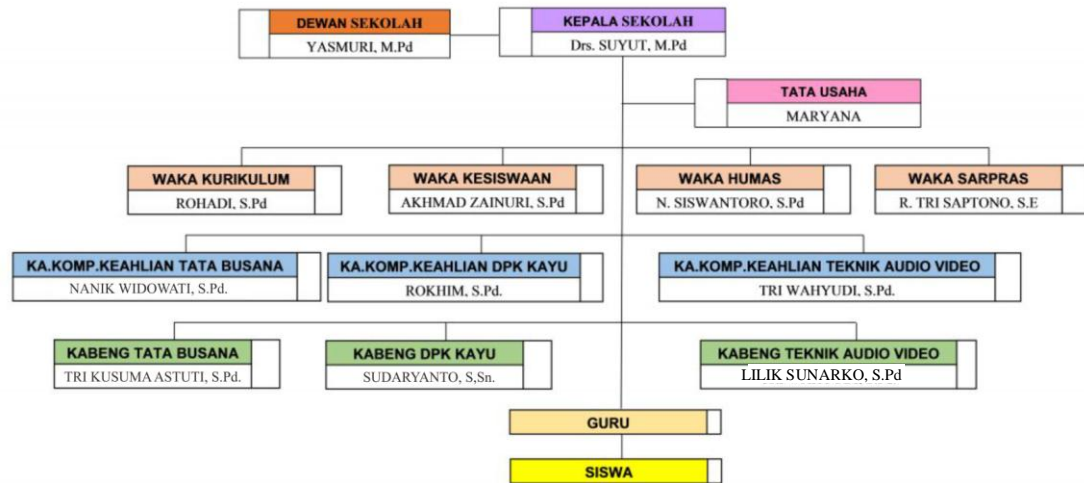 DEWAN SEKOLAH
YASMURI, M.Pd
KEPALA SEKOLAH
Drs. SUYUT, M.Pd
TATA USAHA
MARYANA
WAKA KURIKULUM
ROHADI, S.Pd
WAKA KESISWAAN
AKHMAD ZAINURI, S.Pd
WAKA HUMAS
N. SISWANTORO, S.Pd
WAKA SARPRAS
R. TRI SAPTONO, S.E
KA.KOMP.KEAHLIAN TATA BUSANA
NANIK WIDOWATI, S.Pd.
KA.KOMP.KEAHLIAN DPK KAYU
ROKHIM, S.Pd.
KA.KOMP.KEAHLIAN TEKNIK AUDIO VIDEO
TRI WAHYUDI, S.Pd.
KABENG TATA BUSANA
TRI KUSUMA ASTUTI, S.Pd.
KABENG DPK KAYU
SUDARYANTO, S,Sn.
KABENG TEKNIK AUDIO VIDEO
LILIK SUNARKO, S.Pd
GURU
SISWA